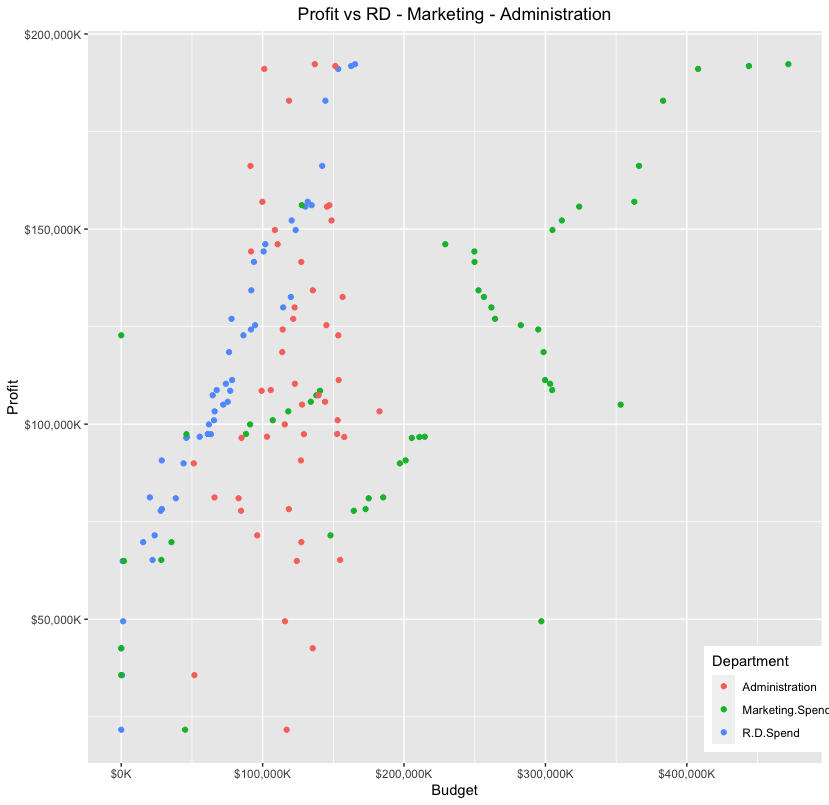 Profit vs RD - Marketing - Administration
$200,000K
$150,000K
$100,000K
$50,000K
Profit
$0K
$100,000K
$200,000K
$300,000K
$400,000K
Budget
Department
Administration
Marketing.Spend
R.D.Spend